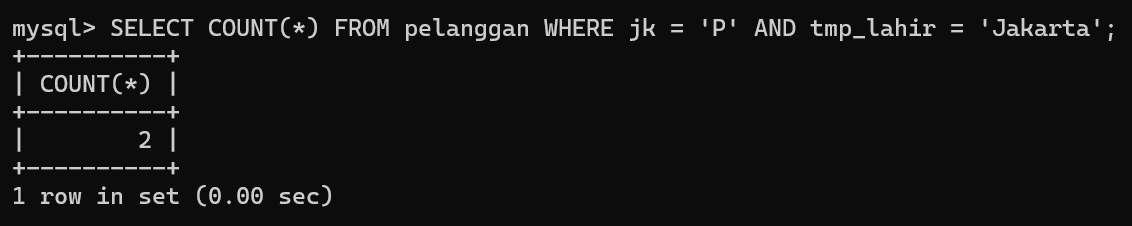 mysql> SELECT COUNT(*) FROM pelanggan WHERE jk = 'P' AND tmp_lahir = 'Jakarta';
+----------+
| COUNT(*) |
+----------+
|        2 |
+----------+
1 row in set (0.00 sec)